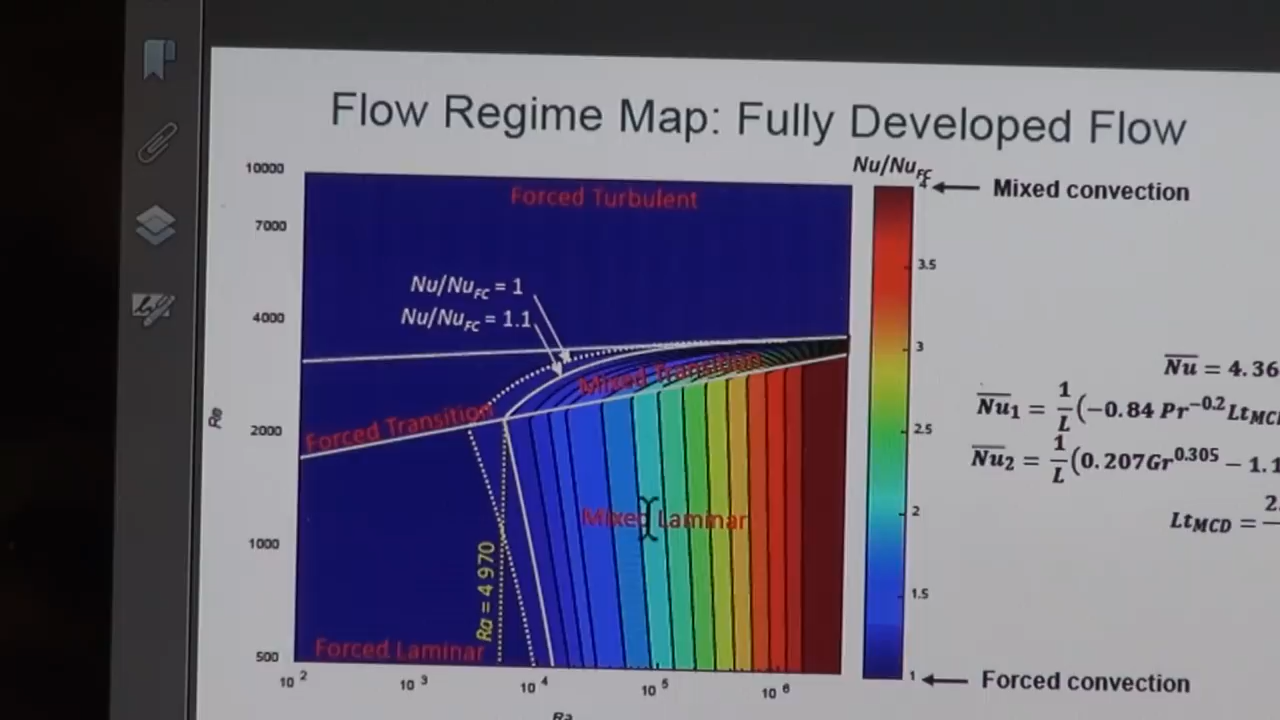 Flow Regime Map: Fully Developed Flow
Nu/Nu_FC
10000
7000
4000
2000
1000
500
Re
Forced Turbulent
Nu/Nu_FC = 1
Nu/Nu_FC = 1.1
Mixed Transition
Forced Transition
Mixed Laminar
Ra = 4 970
Forced Laminar
10^2
10^3
10^4
10^5
10^6
Ra
4
3.5
3
2.5
2
1.5
1
Mixed convection
Forced convection
Nu = 4.36
Nu₁ = 1/L (−0.84 Pr^−0.2 Lt_MCD
Nu₂ = 1/L (0.207Gr^0.305 − 1.1
Lt_MCD = 2.